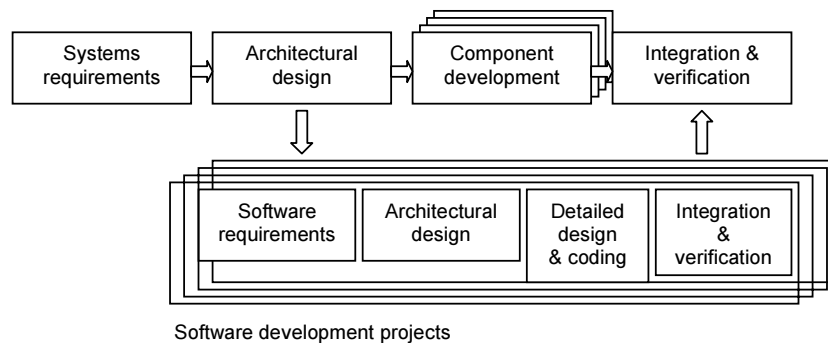 Systems
requirements
Architectural
design
Component
development
Integration &
verification
Software
requirements
Architectural
design
Detailed
design
& coding
Integration
&
verification
Software development projects